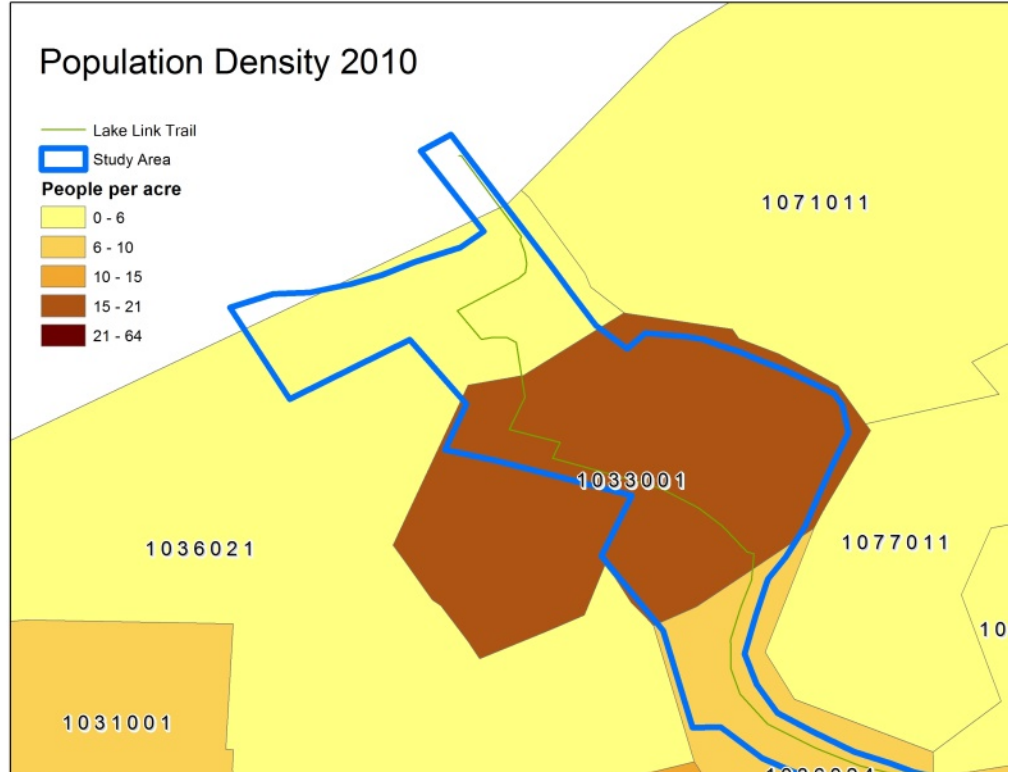 Population Density 2010
Lake Link Trail
Study Area
People per acre
0 - 6
6 - 10
10 - 15
15 - 21
21 - 64
1071011
1033001
1077011
1036021
10
1031001